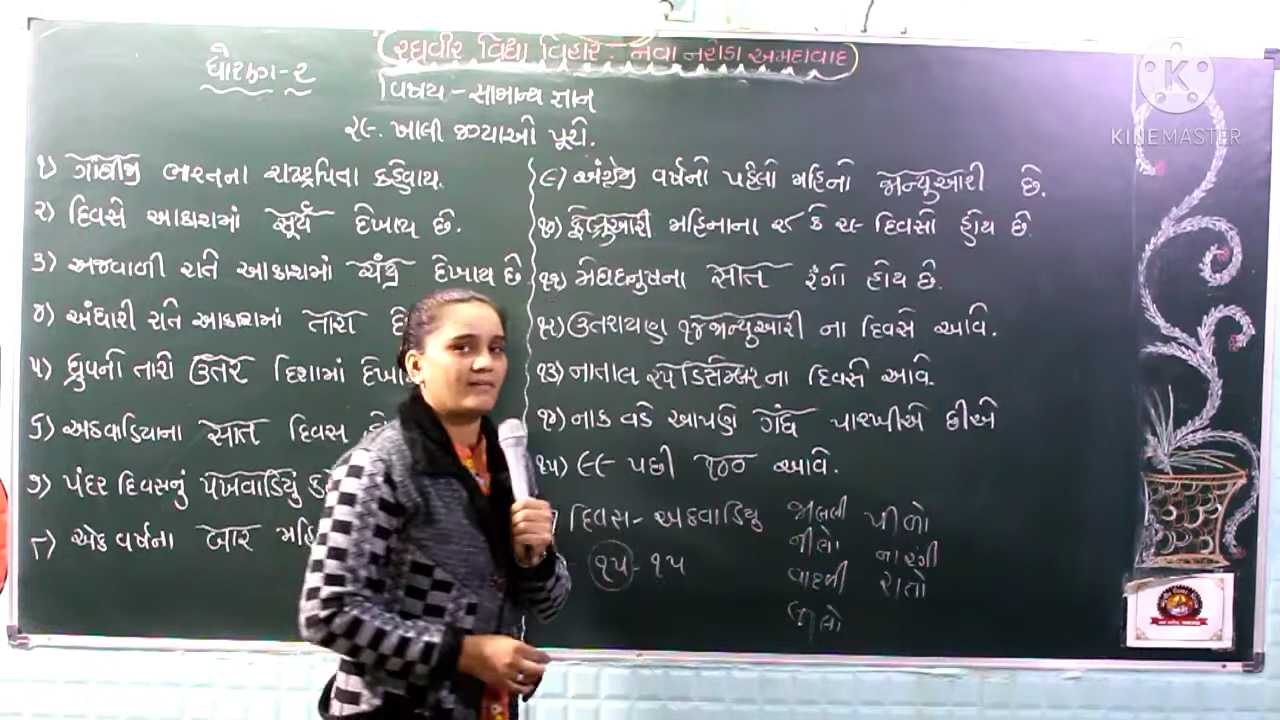 રઘુવીર વિદ્યા વિહાર :- નવા નરોડા અમદાવાદ
ધોરણ - ૨
વિષય - સામાન્ય જ્ઞાન
૨૯. ખાલી જગ્યાઓ પૂરો.
૧) ગાંધીજી ભારતના રાષ્ટ્રપિતા કહેવાય.
૨) દિવસે આકાશમાં સૂર્ય દેખાય છે.
૩) અજવાળી રાતે આકાશમાં ચંદ્ર દેખાય છે.
૪) અંધારી રાતે આકાશમાં તારા
૫) ધ્રુવનો તારો ઉત્તર દિશામાં
૬) અઠવાડિયાના સાત દિવસ
૭) પંદર દિવસનું પખવાડિયું
૮) એક વર્ષના બાર
૯) અંગ્રેજી વર્ષનો પહેલો મહિનો જાન્યુઆરી છે.
૧૦) ફેબ્રુઆરી મહિનાના ૨૮ કે ૨૯ દિવસો હોય છે.
૧૧) મેઘધનુષના સાત રંગો હોય છે.
૧૨) ઉતરાયણ ૧૪ જાન્યુઆરી ના દિવસે આવે.
૧૩) નાતાલ ૨૫ ડિસેમ્બર ના દિવસે આવે.
૧૪) નાક વડે આપણે ગંધ પારખીએ છીએ
૧૫) ૯૯ પછી ૧૦૦ આવે.
દિવસ - અઠવાડિયુ
૧૫ - ૧૫
જાંબલી પીળો
નીલો નારંગી
વાદળી રાતો
લીલો
KINEMASTER